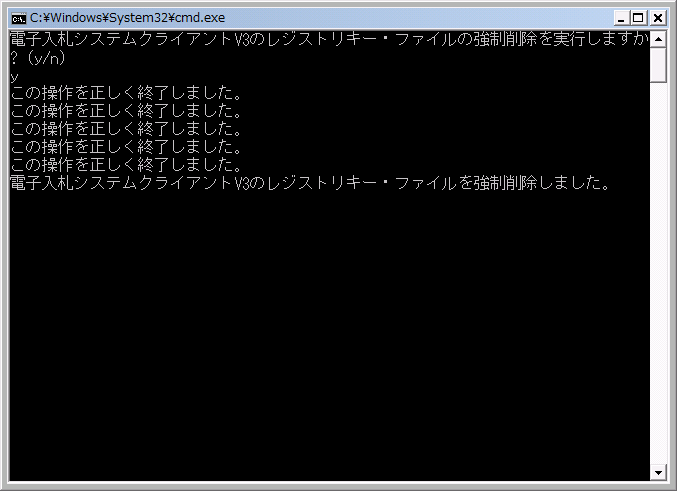 C:¥Windows¥System32¥cmd.exe
電子入札システムクライアントV3のレジストリキー・ファイルの強制削除を実行しますか
? (y/n)
y
この操作を正しく終了しました。
この操作を正しく終了しました。
この操作を正しく終了しました。
この操作を正しく終了しました。
この操作を正しく終了しました。
電子入札システムクライアントV3のレジストリキー・ファイルを強制削除しました。